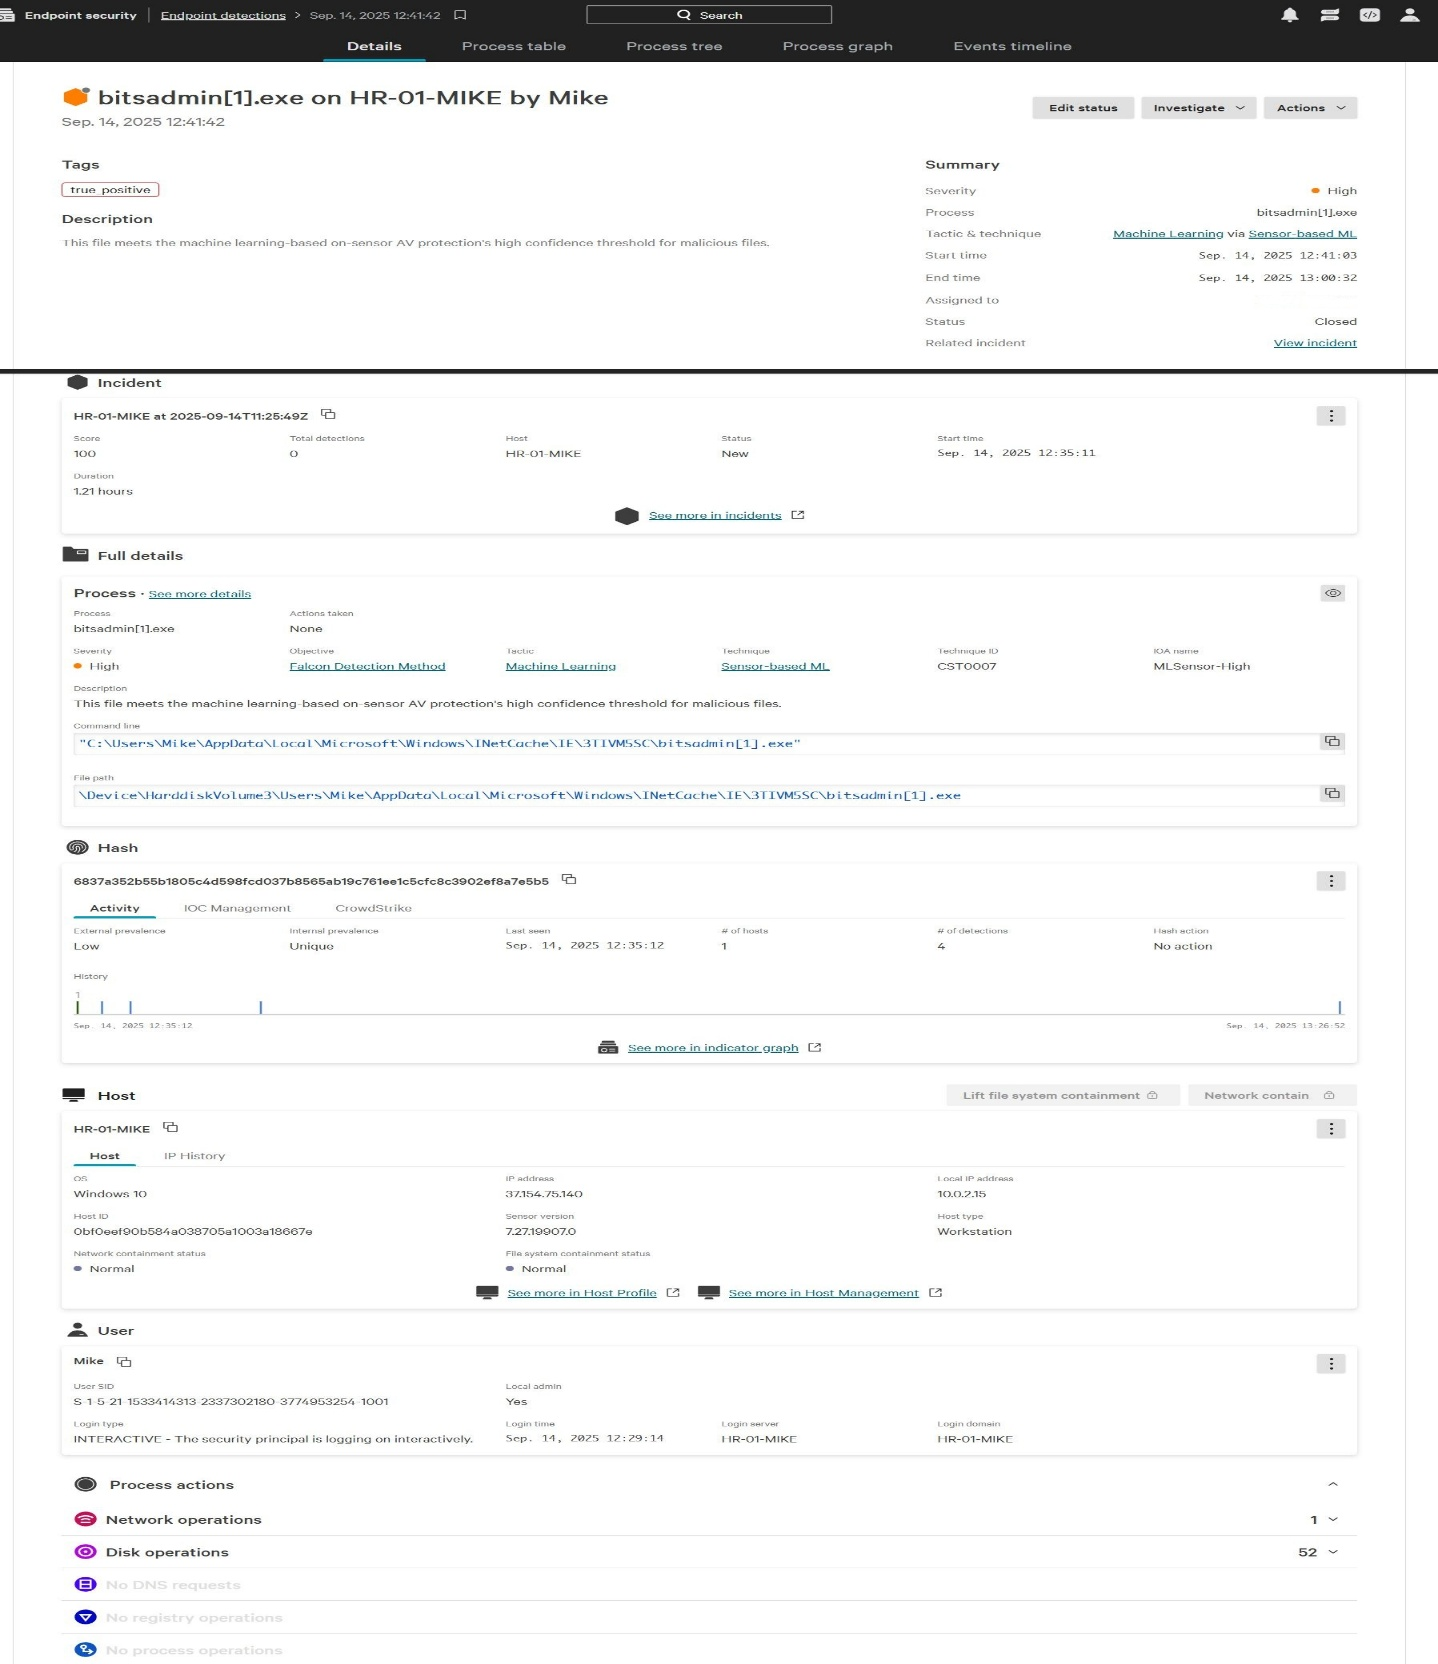 Endpoint security
Endpoint detections > Sep. 14, 2025 12:41:42
Search
Details Process table Process tree Process graph Events timeline
bitsadmin[1].exe on HR-01-MIKE by Mike
Sep. 14, 2025 12:41:42
Edit status Investigate Actions
Tags
true_positive
Description
This file meets the machine learning-based on-sensor AV protection's high confidence threshold for malicious files.
Summary
Severity High
Process bitsadmin[1].exe
Tactic & technique Machine Learning via Sensor-based ML
Start time Sep. 14, 2025 12:41:03
End time Sep. 14, 2025 13:00:32
Assigned to
Status Closed
Related incident View incident
Incident
HR-01-MIKE at 2025-09-14T11:25:49Z
Score Total detections Host Status Start time
100 0 HR-01-MIKE New Sep. 14, 2025 12:35:11
Duration
1.21 hours
See more in incidents
Full details
Process · See more details
Process Actions taken
bitsadmin[1].exe None
Severity Objective Tactic Technique Technique ID IOA name
High Falcon Detection Method Machine Learning Sensor-based ML CST0007 MLSensor-High
Description
This file meets the machine learning-based on-sensor AV protection's high confidence threshold for malicious files.
Command line
"C:\Users\Mike\AppData\Local\Microsoft\Windows\INetCache\IE\3TIVM5SC\bitsadmin[1].exe"
File path
\Device\HarddiskVolume3\Users\Mike\AppData\Local\Microsoft\Windows\INetCache\IE\3TIVM5SC\bitsadmin[1].exe
Hash
6837a352b55b1805c4d598fcd037b8565ab19c761ee1c5cfc8c3902ef8a7e5b5
Activity IOC Management CrowdStrike
External prevalence Internal prevalence Last seen # of hosts # of detections Hash action
Low Unique Sep. 14, 2025 12:35:12 1 4 No action
History
1
Sep. 14, 2025 12:35:12 Sep. 14, 2025 13:26:52
See more in indicator graph
Host
Lift file system containment Network contain
HR-01-MIKE
Host IP History
OS IP address Local IP address
Windows 10 37.154.75.140 10.0.2.15
Host ID Sensor version Host type
0bf0eef90b584a038705a1003a18667e 7.27.19907.0 Workstation
Network containment status File system containment status
Normal Normal
See more in Host Profile See more in Host Management
User
Mike
User SID Local admin
S-1-5-21-1533414313-2337302180-3774953254-1001 Yes
Login type Login time Login server Login domain
INTERACTIVE - The security principal is logging on interactively. Sep. 14, 2025 12:29:14 HR-01-MIKE HR-01-MIKE
Process actions
Network operations 1
Disk operations 52
No DNS requests
No registry operations
No process operations